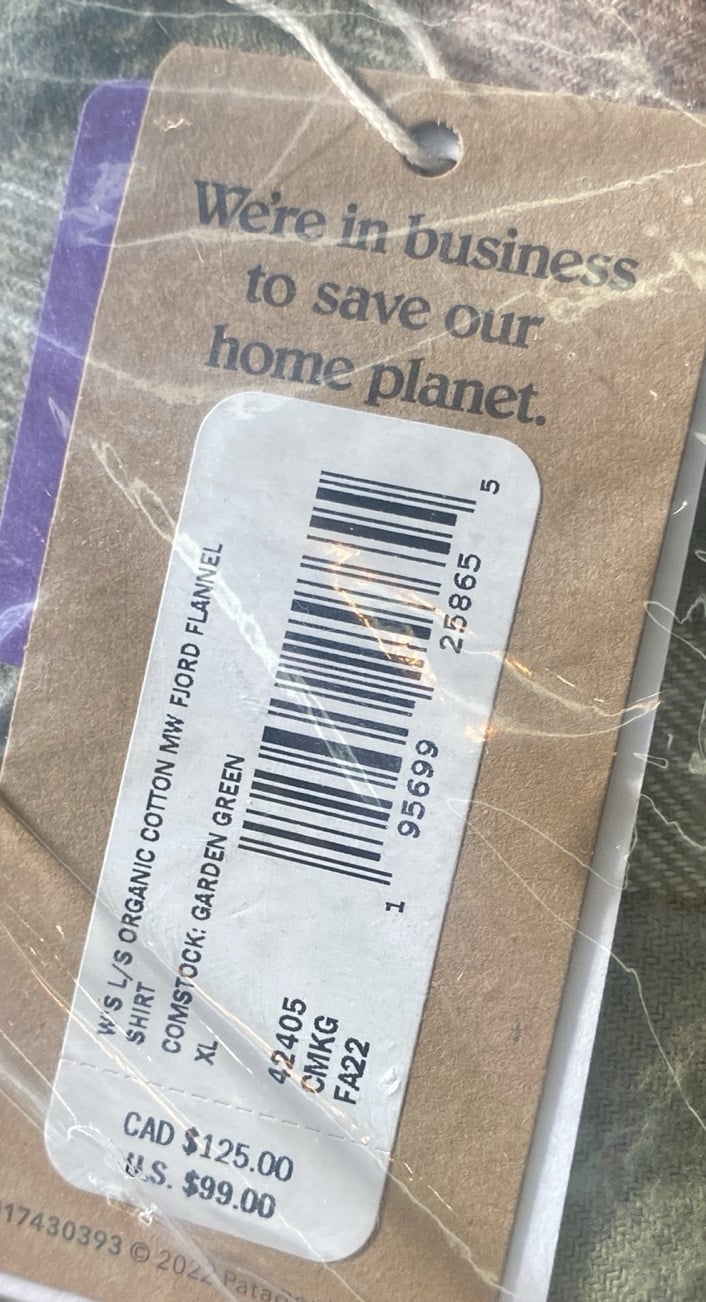 We're in business
to save our
home planet.
W'S L/S ORGANIC COTTON MW FJORD FLANNEL
SHIRT
COMSTOCK: GARDEN GREEN
XL
1 95699 25865 5
42405
CMKG
FA22
CAD $125.00
U.S. $99.00
17430393 © 2022